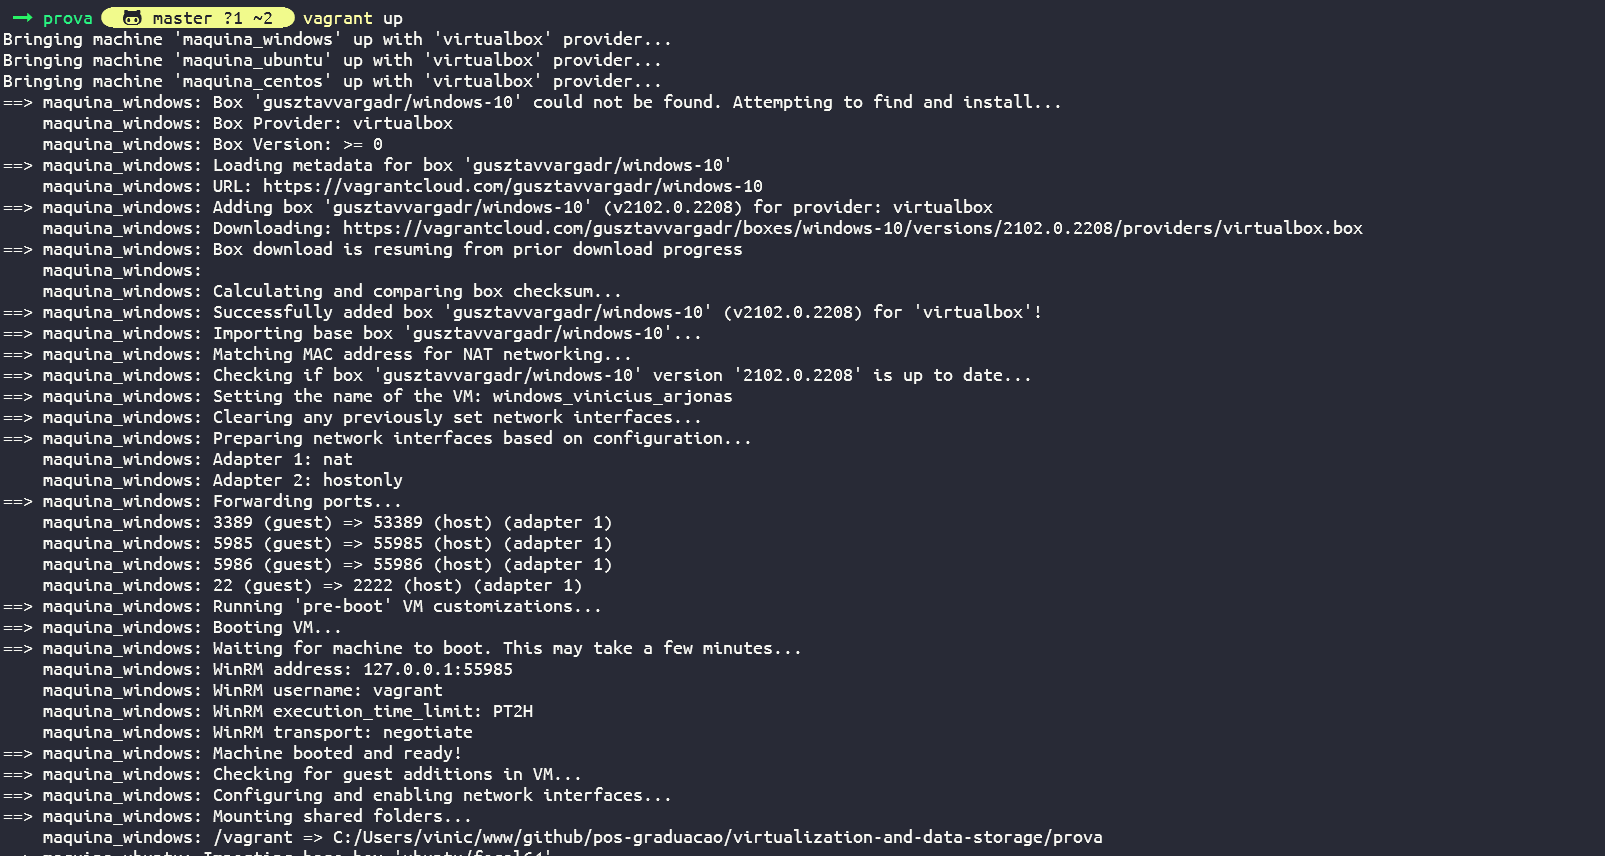 → prova master ?1 ~2 vagrant up
Bringing machine 'maquina_windows' up with 'virtualbox' provider...
Bringing machine 'maquina_ubuntu' up with 'virtualbox' provider...
Bringing machine 'maquina_centos' up with 'virtualbox' provider...
==> maquina_windows: Box 'gusztavvargadr/windows-10' could not be found. Attempting to find and install...
    maquina_windows: Box Provider: virtualbox
    maquina_windows: Box Version: >= 0
==> maquina_windows: Loading metadata for box 'gusztavvargadr/windows-10'
    maquina_windows: URL: https://vagrantcloud.com/gusztavvargadr/windows-10
==> maquina_windows: Adding box 'gusztavvargadr/windows-10' (v2102.0.2208) for provider: virtualbox
    maquina_windows: Downloading: https://vagrantcloud.com/gusztavvargadr/boxes/windows-10/versions/2102.0.2208/providers/virtualbox.box
==> maquina_windows: Box download is resuming from prior download progress
    maquina_windows:
    maquina_windows: Calculating and comparing box checksum...
==> maquina_windows: Successfully added box 'gusztavvargadr/windows-10' (v2102.0.2208) for 'virtualbox'!
==> maquina_windows: Importing base box 'gusztavvargadr/windows-10'...
==> maquina_windows: Matching MAC address for NAT networking...
==> maquina_windows: Checking if box 'gusztavvargadr/windows-10' version '2102.0.2208' is up to date...
==> maquina_windows: Setting the name of the VM: windows_vinicius_arjonas
==> maquina_windows: Clearing any previously set network interfaces...
==> maquina_windows: Preparing network interfaces based on configuration...
    maquina_windows: Adapter 1: nat
    maquina_windows: Adapter 2: hostonly
==> maquina_windows: Forwarding ports...
    maquina_windows: 3389 (guest) => 53389 (host) (adapter 1)
    maquina_windows: 5985 (guest) => 55985 (host) (adapter 1)
    maquina_windows: 5986 (guest) => 55986 (host) (adapter 1)
    maquina_windows: 22 (guest) => 2222 (host) (adapter 1)
==> maquina_windows: Running 'pre-boot' VM customizations...
==> maquina_windows: Booting VM...
==> maquina_windows: Waiting for machine to boot. This may take a few minutes...
    maquina_windows: WinRM address: 127.0.0.1:55985
    maquina_windows: WinRM username: vagrant
    maquina_windows: WinRM execution_time_limit: PT2H
    maquina_windows: WinRM transport: negotiate
==> maquina_windows: Machine booted and ready!
==> maquina_windows: Checking for guest additions in VM...
==> maquina_windows: Configuring and enabling network interfaces...
==> maquina_windows: Mounting shared folders...
    maquina_windows: /vagrant => C:/Users/vinic/www/github/pos-graduacao/virtualization-and-data-storage/prova